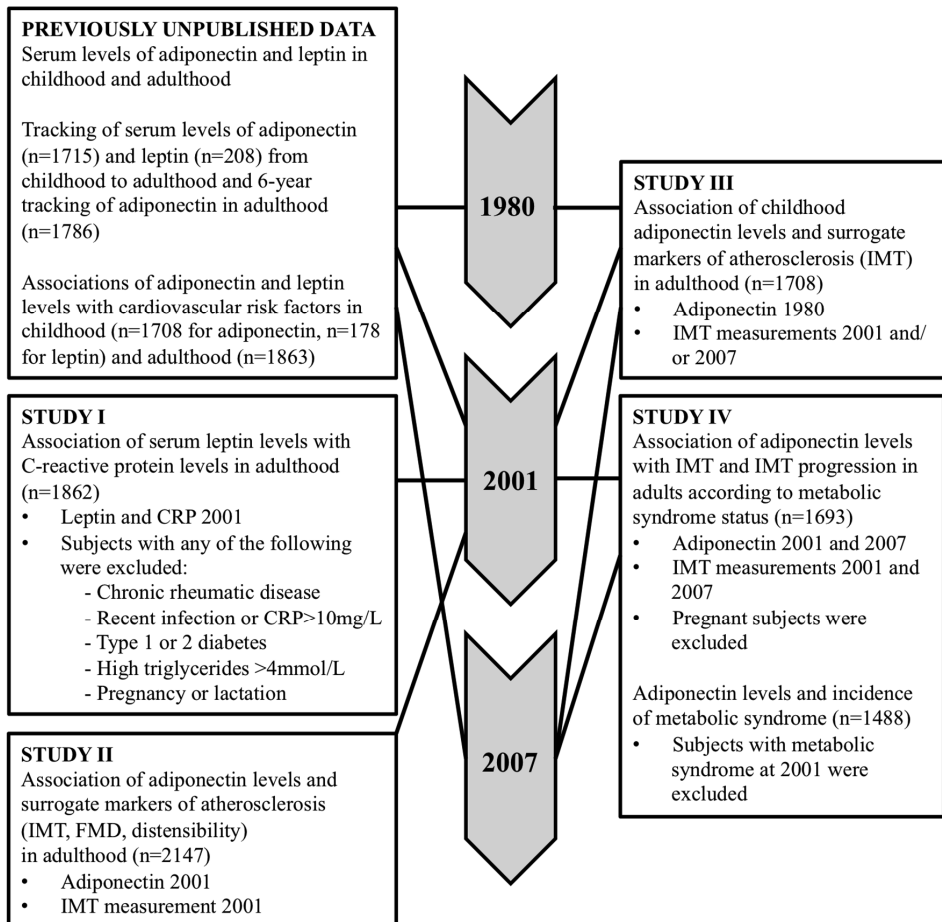 PREVIOUSLY UNPUBLISHED DATA
Serum levels of adiponectin and leptin in
childhood and adulthood
Tracking of serum levels of adiponectin
(n=1715) and leptin (n=208) from
childhood to adulthood and 6-year
tracking of adiponectin in adulthood
(n=1786)
Associations of adiponectin and leptin
levels with cardiovascular risk factors in
childhood (n=1708 for adiponectin, n=178
for leptin) and adulthood (n=1863)
STUDY I
Association of serum leptin levels with
C-reactive protein levels in adulthood
(n=1862)
• Leptin and CRP 2001
• Subjects with any of the following
were excluded:
- Chronic rheumatic disease
- Recent infection or CRP>10mg/L
- Type 1 or 2 diabetes
- High triglycerides >4mmol/L
- Pregnancy or lactation
STUDY II
Association of adiponectin levels and
surrogate markers of atherosclerosis
(IMT, FMD, distensibility)
in adulthood (n=2147)
• Adiponectin 2001
• IMT measurement 2001
1980
2001
2007
STUDY III
Association of childhood
adiponectin levels and surrogate
markers of atherosclerosis (IMT)
in adulthood (n=1708)
• Adiponectin 1980
• IMT measurements 2001 and/
or 2007
STUDY IV
Association of adiponectin levels
with IMT and IMT progression in
adults according to metabolic
syndrome status (n=1693)
• Adiponectin 2001 and 2007
• IMT measurements 2001 and
2007
• Pregnant subjects were
excluded
Adiponectin levels and incidence
of metabolic syndrome (n=1488)
• Subjects with metabolic
syndrome at 2001 were
excluded